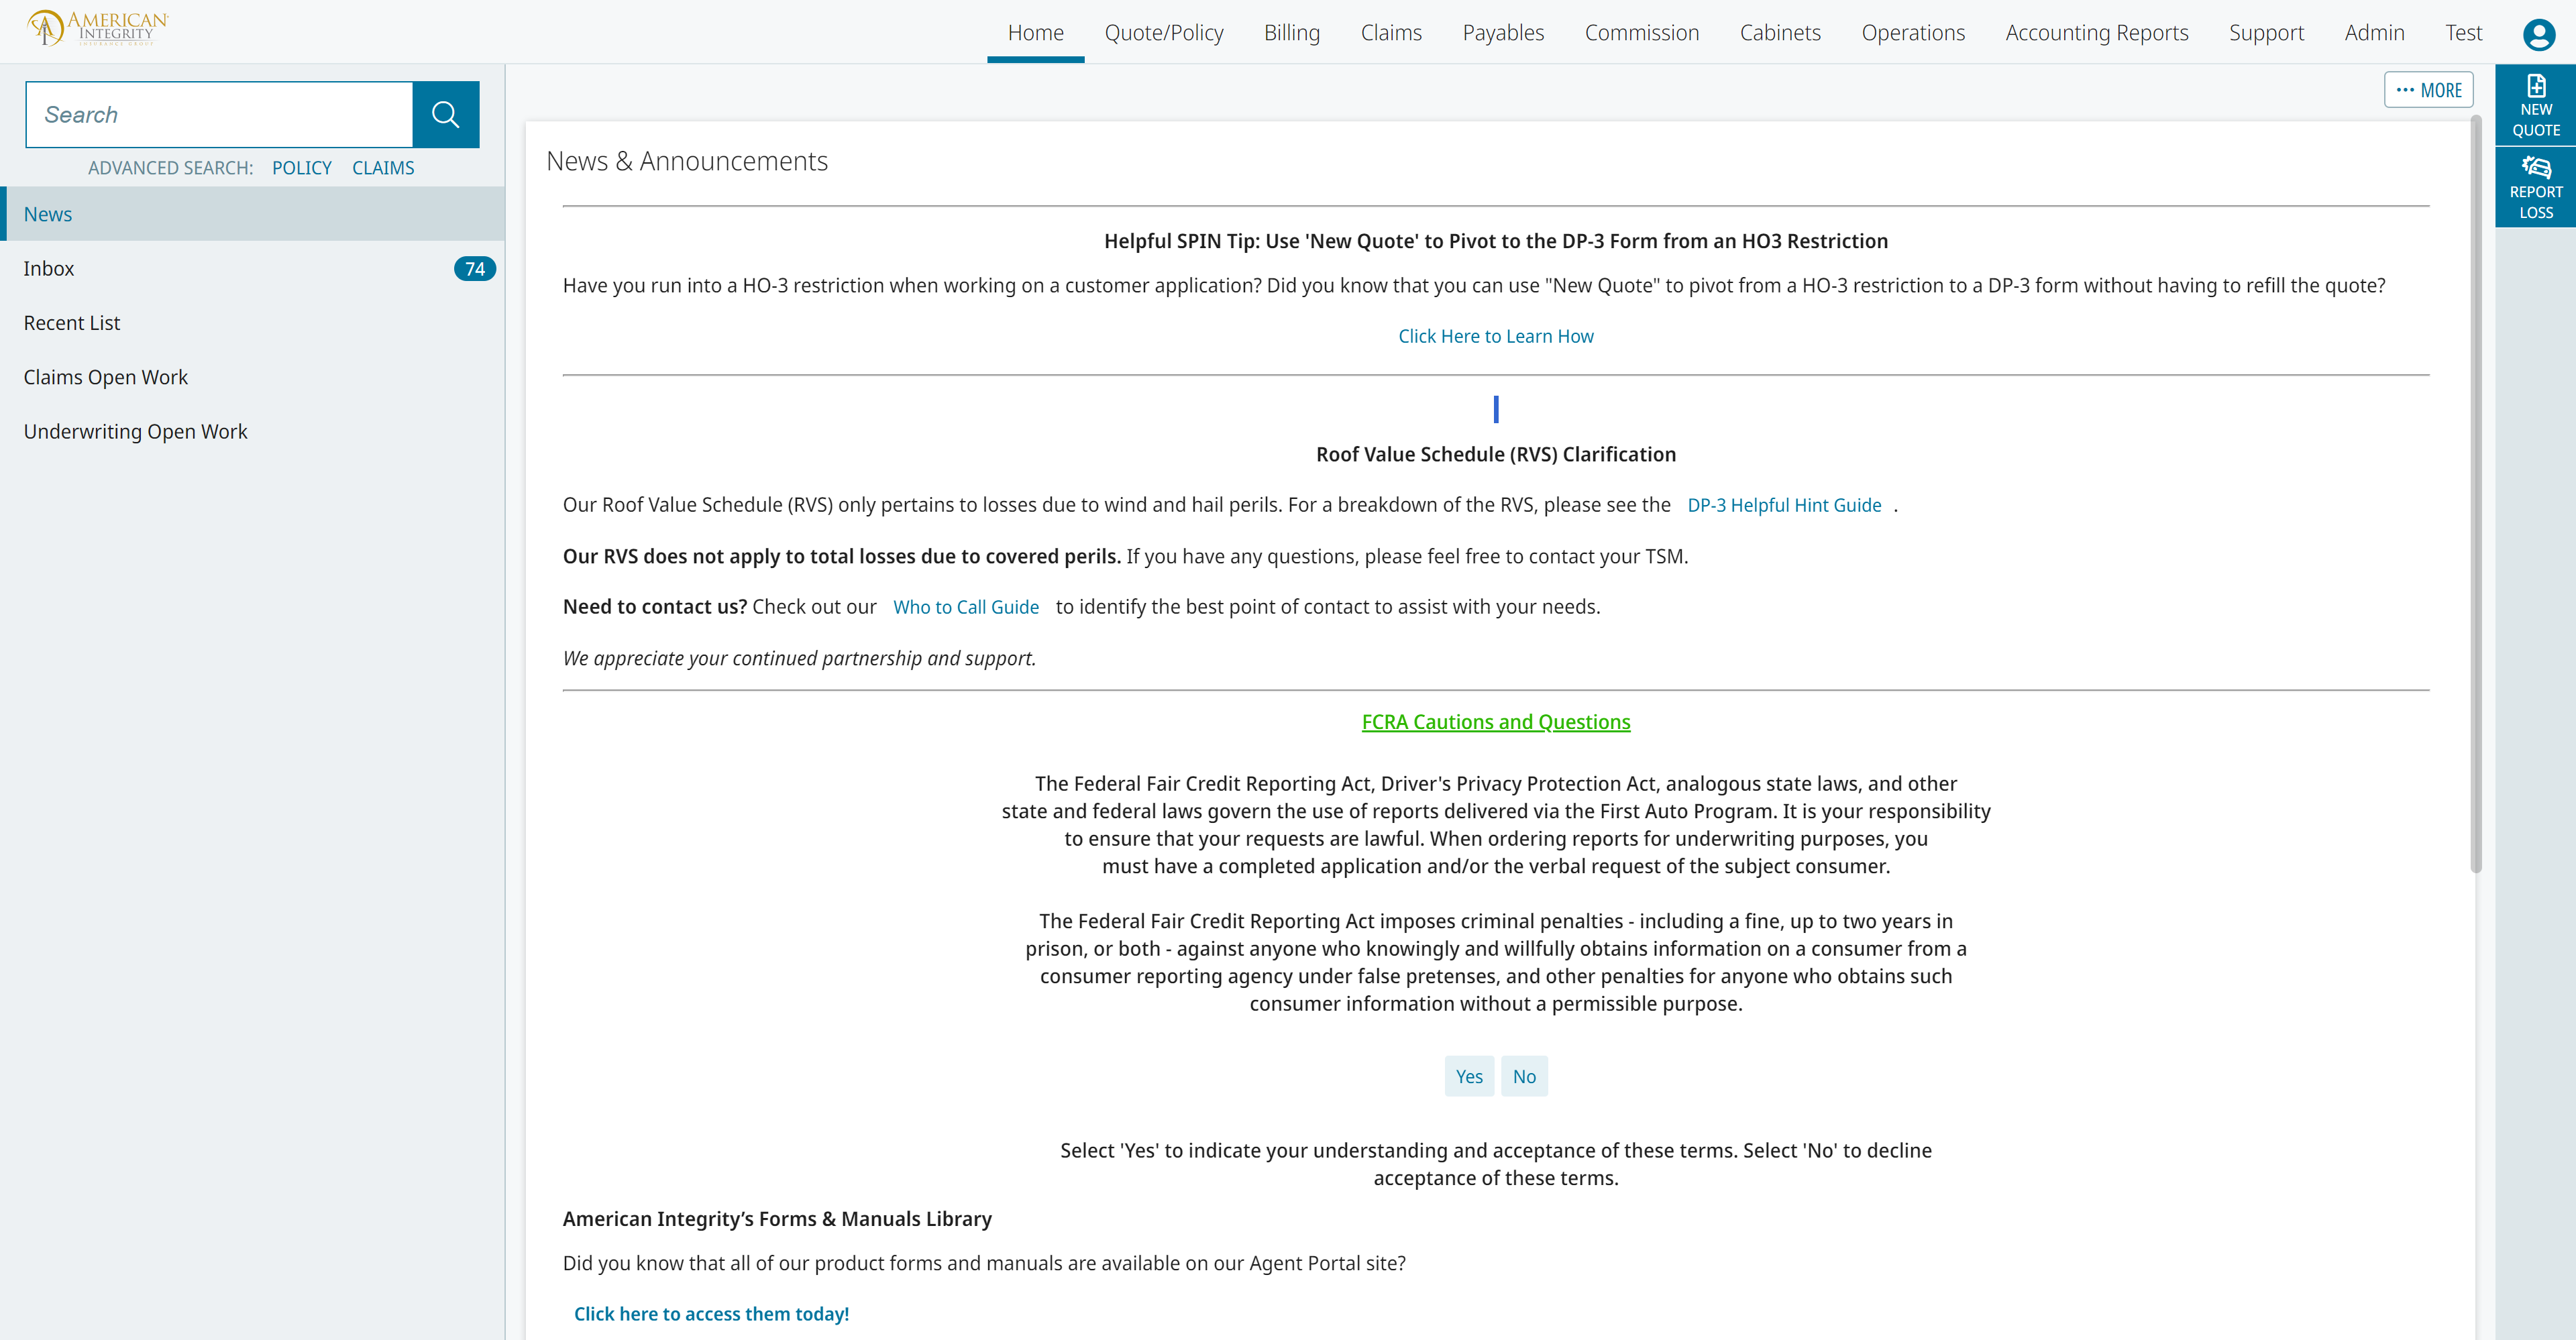 AMERICAN
INTEGRITY
INSURANCE GROUP
Home Quote/Policy Billing Claims Payables Commission Cabinets Operations Accounting Reports Support Admin Test
Search
ADVANCED SEARCH: POLICY CLAIMS
News
Inbox 74
Recent List
Claims Open Work
Underwriting Open Work
••• MORE
NEW
QUOTE
REPORT
LOSS
News & Announcements
Helpful SPIN Tip: Use 'New Quote' to Pivot to the DP-3 Form from an HO3 Restriction
Have you run into a HO-3 restriction when working on a customer application? Did you know that you can use "New Quote" to pivot from a HO-3 restriction to a DP-3 form without having to refill the quote?
Click Here to Learn How
Roof Value Schedule (RVS) Clarification
Our Roof Value Schedule (RVS) only pertains to losses due to wind and hail perils. For a breakdown of the RVS, please see the DP-3 Helpful Hint Guide .
Our RVS does not apply to total losses due to covered perils. If you have any questions, please feel free to contact your TSM.
Need to contact us? Check out our Who to Call Guide to identify the best point of contact to assist with your needs.
We appreciate your continued partnership and support.
FCRA Cautions and Questions
The Federal Fair Credit Reporting Act, Driver's Privacy Protection Act, analogous state laws, and other
state and federal laws govern the use of reports delivered via the First Auto Program. It is your responsibility
to ensure that your requests are lawful. When ordering reports for underwriting purposes, you
must have a completed application and/or the verbal request of the subject consumer.
The Federal Fair Credit Reporting Act imposes criminal penalties - including a fine, up to two years in
prison, or both - against anyone who knowingly and willfully obtains information on a consumer from a
consumer reporting agency under false pretenses, and other penalties for anyone who obtains such
consumer information without a permissible purpose.
Yes No
Select 'Yes' to indicate your understanding and acceptance of these terms. Select 'No' to decline
acceptance of these terms.
American Integrity’s Forms & Manuals Library
Did you know that all of our product forms and manuals are available on our Agent Portal site?
Click here to access them today!